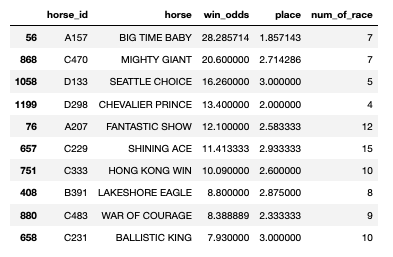 horse_id horse win_odds place num_of_race
56 A157 BIG TIME BABY 28.285714 1.857143 7
868 C470 MIGHTY GIANT 20.600000 2.714286 7
1058 D133 SEATTLE CHOICE 16.260000 3.000000 5
1199 D298 CHEVALIER PRINCE 13.400000 2.000000 4
76 A207 FANTASTIC SHOW 12.100000 2.583333 12
657 C229 SHINING ACE 11.413333 2.933333 15
751 C333 HONG KONG WIN 10.090000 2.600000 10
408 B391 LAKESHORE EAGLE 8.800000 2.875000 8
880 C483 WAR OF COURAGE 8.388889 2.333333 9
658 C231 BALLISTIC KING 7.930000 3.000000 10